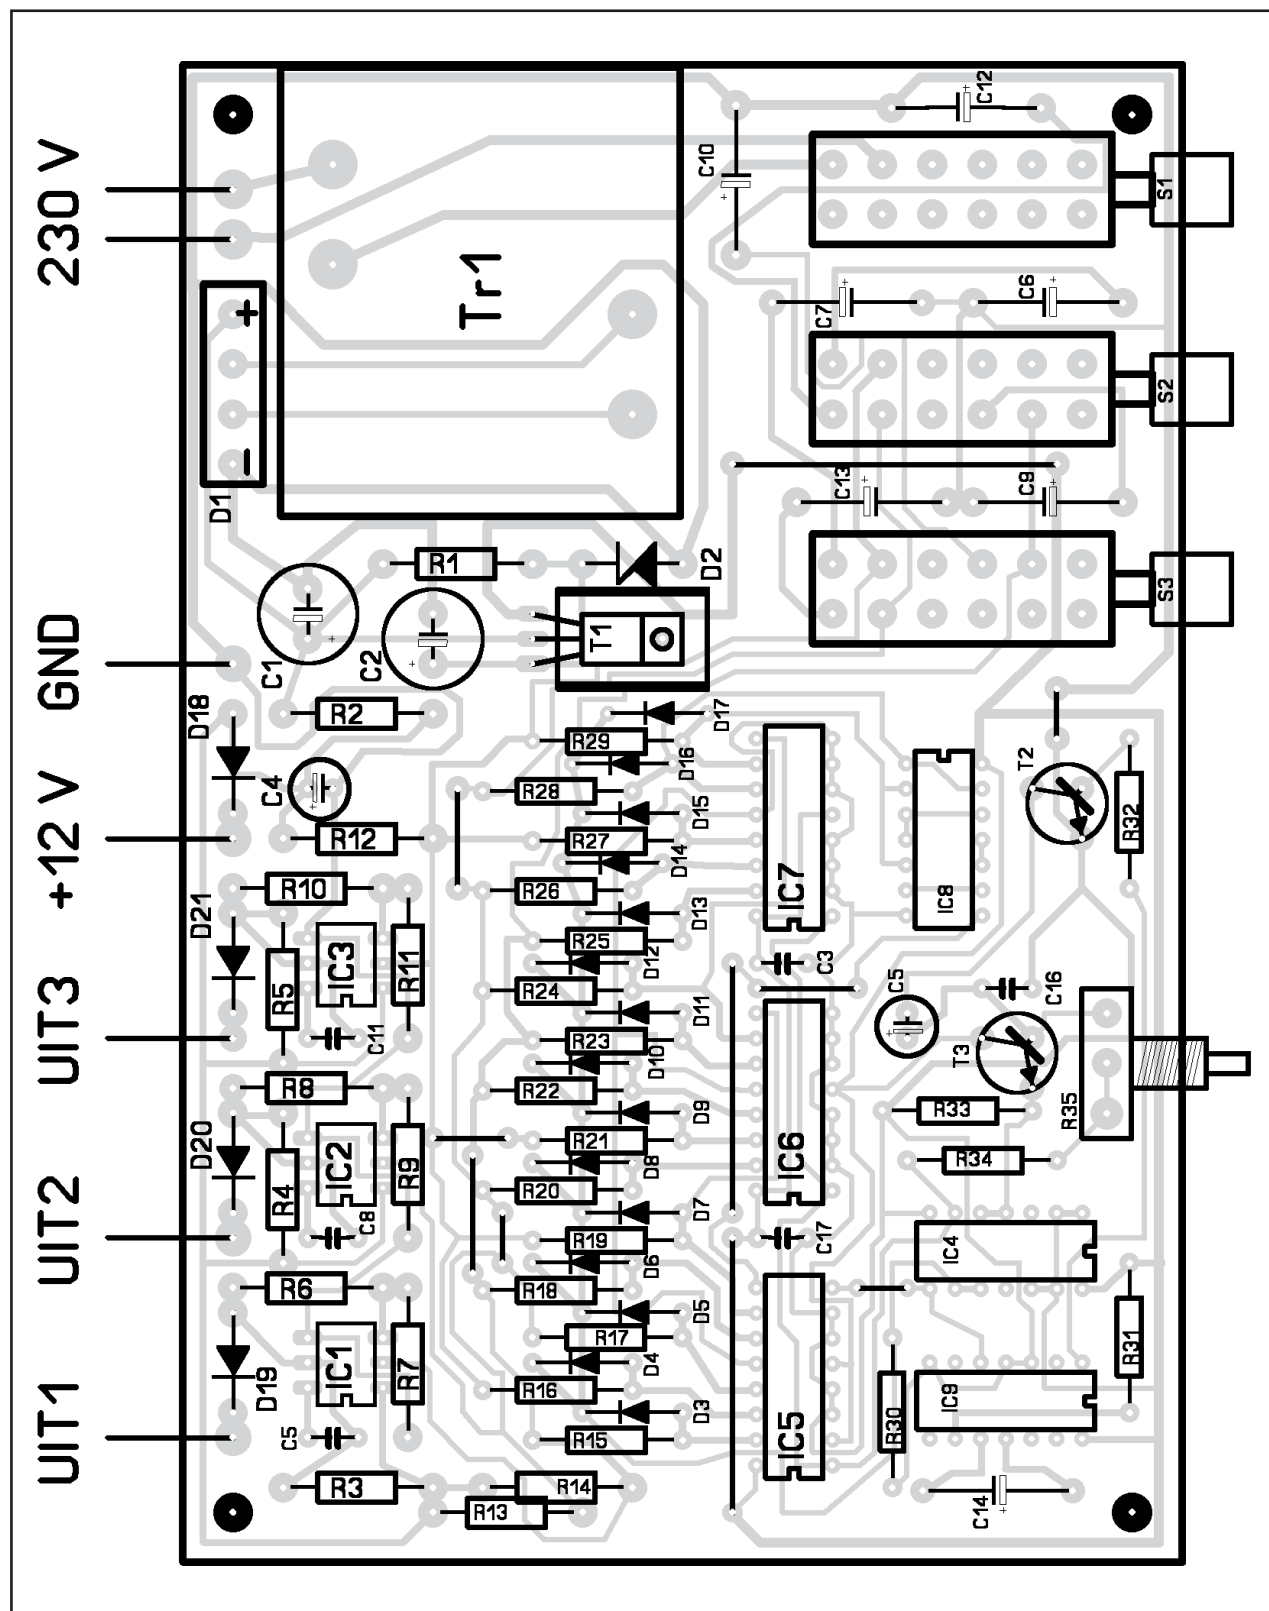 230 V
GND
+12 V
UIT3
UIT2
UIT1
Tr1
+
−
D1
C12
C10
S1
C7
C6
S2
C13
C9
S3
R1
D2
C1
C2
T1
D18
R2
D17
R29
D16
C4
R28
D15
R12
R27
D14
R26
R10
D21
D13
R25
D12
R5
IC3
R11
R24
C11
D11
R23
D10
R8
R22
D20
D9
R21
R4
IC2
R9
D8
R20
C8
D7
R19
D6
R6
R18
D5
R17
D19
IC1
R7
D4
R16
C5
D3
R15
R3
R14
R13
IC7
IC8
T2
R32
C3
C5
C16
IC6
T3
R33
R35
R34
C17
IC4
IC5
R31
R30
IC9
C14